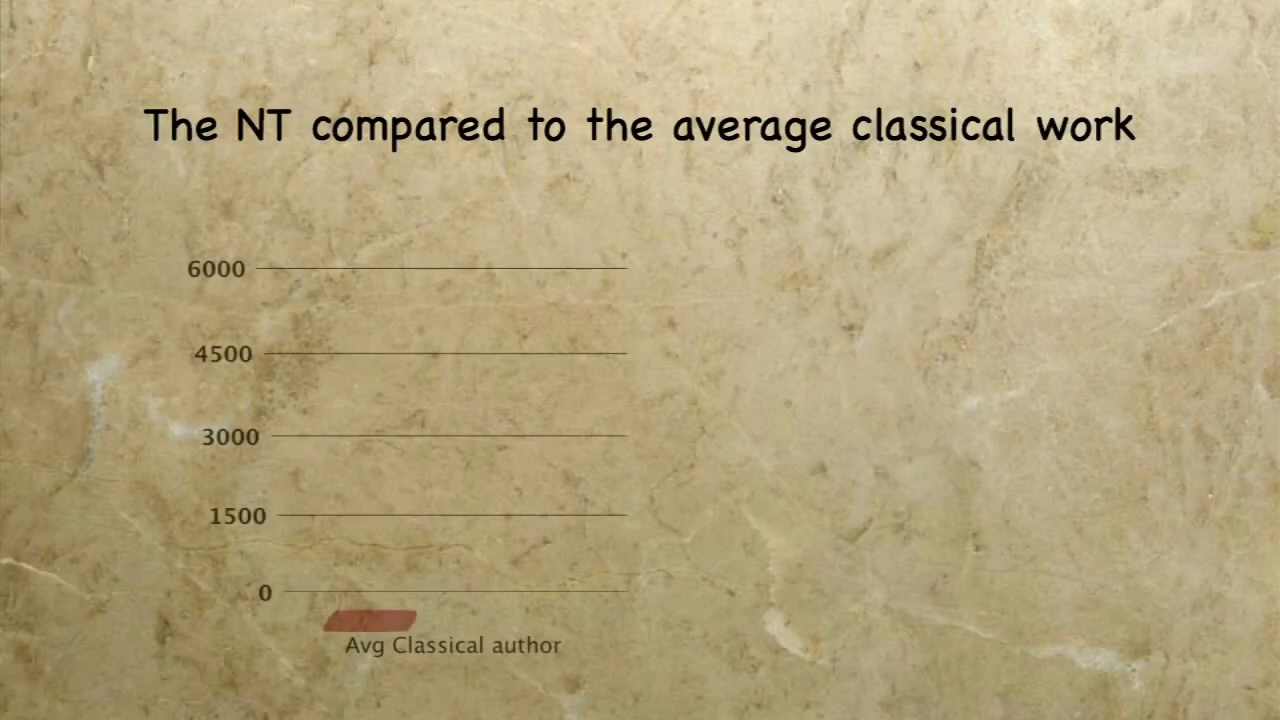 The NT compared to the average classical work
6000
4500
3000
1500
0
Avg Classical author